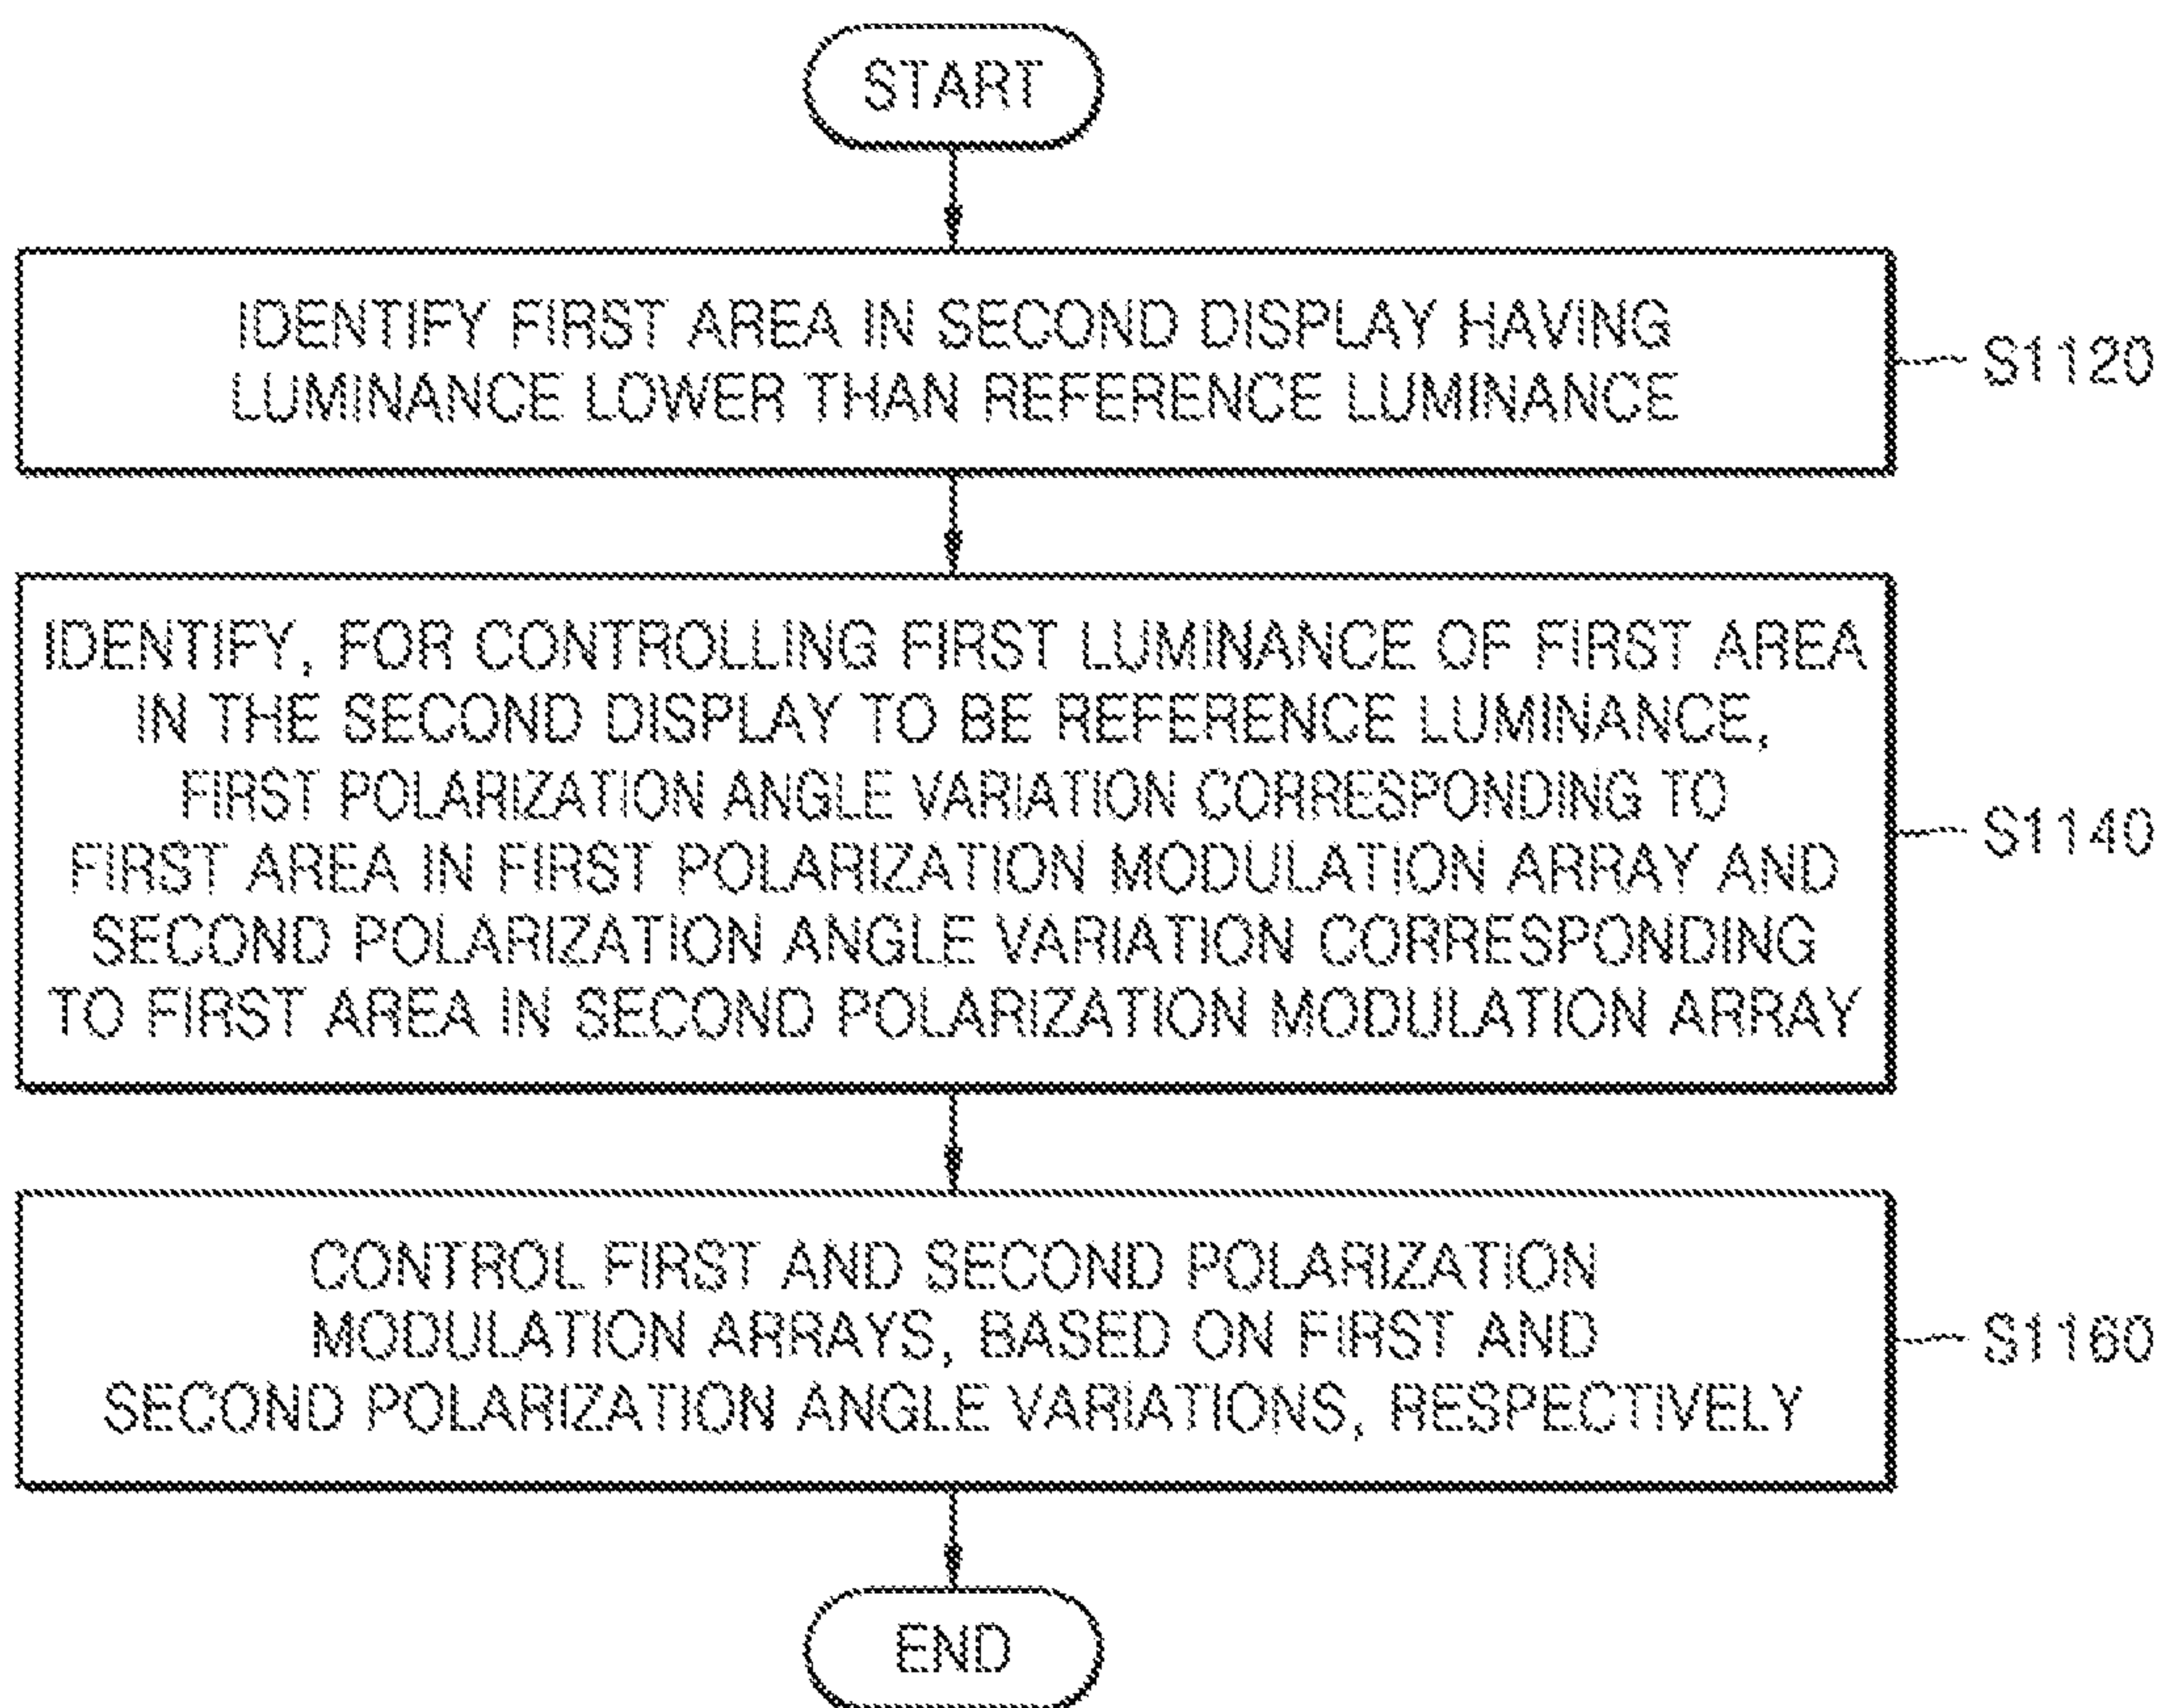 START
IDENTIFY FIRST AREA IN SECOND DISPLAY HAVING
LUMINANCE LOWER THAN REFERENCE LUMINANCE
S1120
IDENTIFY, FOR CONTROLLING FIRST LUMINANCE OF FIRST AREA
IN THE SECOND DISPLAY TO BE REFERENCE LUMINANCE,
FIRST POLARIZATION ANGLE VARIATION CORRESPONDING TO
FIRST AREA IN FIRST POLARIZATION MODULATION ARRAY AND
SECOND POLARIZATION ANGLE VARIATION CORRESPONDING
TO FIRST AREA IN SECOND POLARIZATION MODULATION ARRAY
S1140
CONTROL FIRST AND SECOND POLARIZATION
MODULATION ARRAYS, BASED ON FIRST AND
SECOND POLARIZATION ANGLE VARIATIONS, RESPECTIVELY
S1160
END